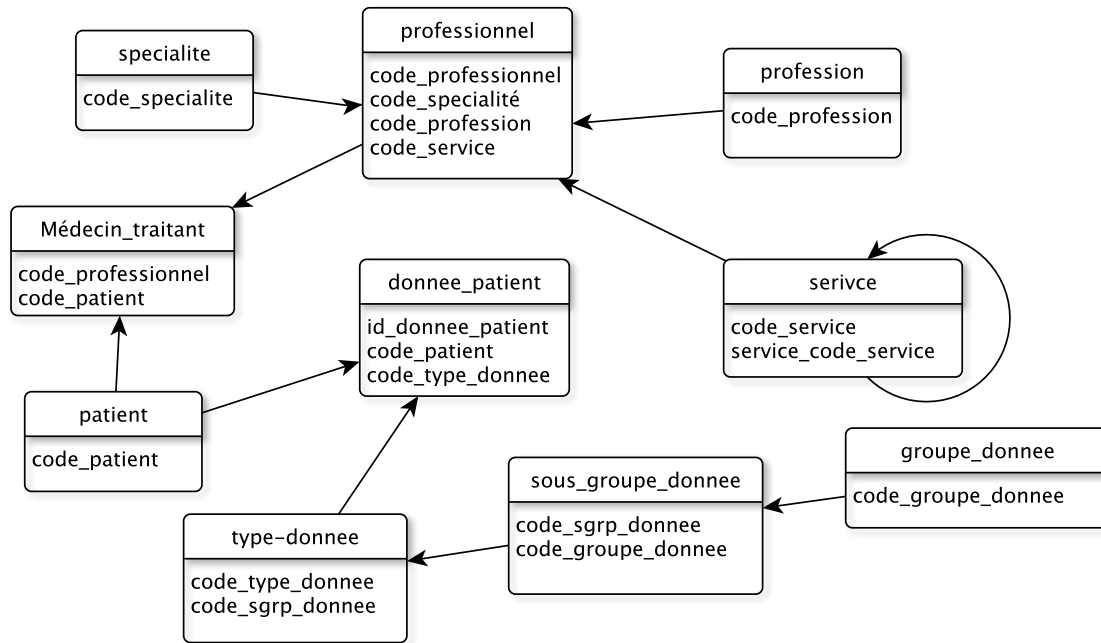 professionnel
code_professionnel
code_specialité
code_profession
code_service
specialite
code_specialite
profession
code_profession
Médecin_traitant
code_professionnel
code_patient
donnee_patient
id_donnee_patient
code_patient
code_type_donnee
serivce
code_service
service_code_service
patient
code_patient
groupe_donnee
code_groupe_donnee
sous_groupe_donnee
code_sgrp_donnee
code_groupe_donnee
type-donnee
code_type_donnee
code_sgrp_donnee